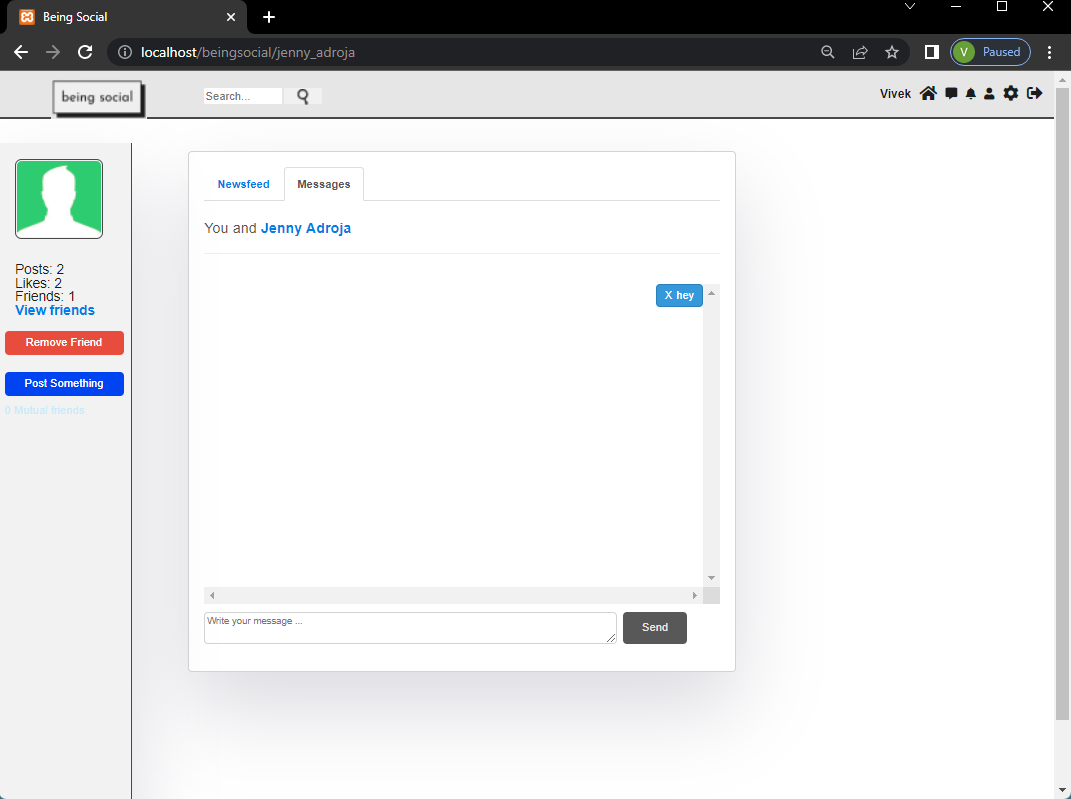 Being Social
localhost/beingsocial/jenny_adroja
V Paused
being social
Search...
Vivek
Newsfeed Messages
You and Jenny Adroja
Posts: 2
Likes: 2
Friends: 1
View friends
Remove Friend
Post Something
0 Mutual friends
X hey
Write your message ...
Send